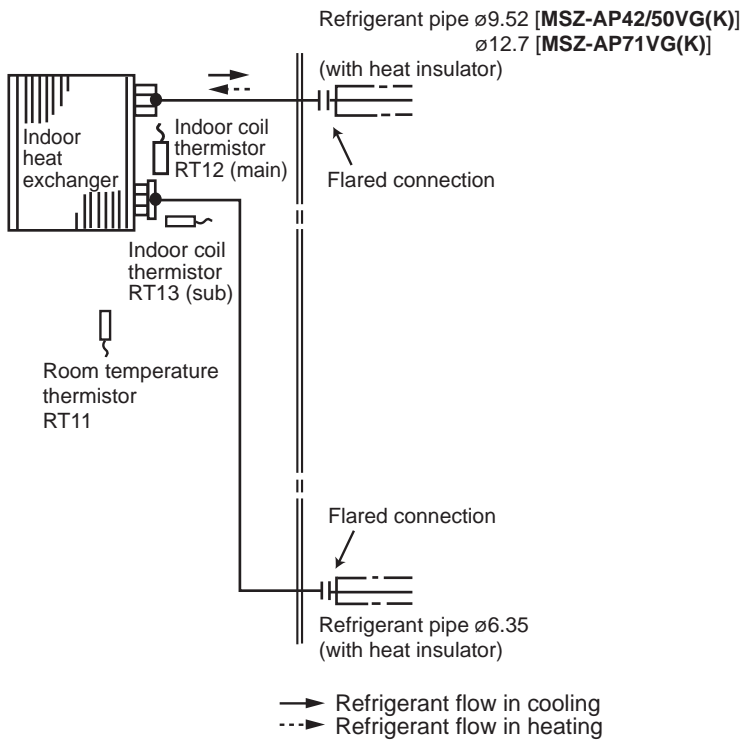 Refrigerant pipe ø9.52 [MSZ-AP42/50VG(K)]
ø12.7 [MSZ-AP71VG(K)]
(with heat insulator)
Indoor
heat
exchanger
Indoor coil
thermistor
RT12 (main)
Flared connection
Indoor coil
thermistor
RT13 (sub)
Room temperature
thermistor
RT11
Flared connection
Refrigerant pipe ø6.35
(with heat insulator)
Refrigerant flow in cooling
Refrigerant flow in heating